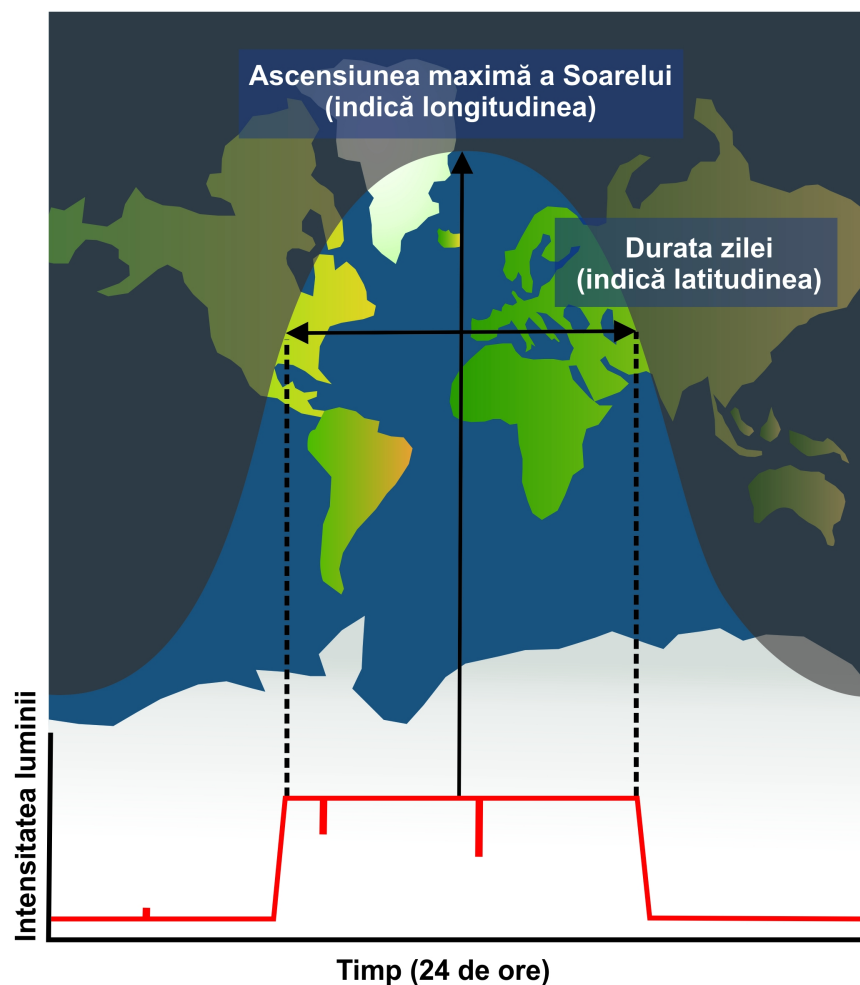 Ascensiunea maximă a Soarelui
(indică longitudinea)
Durata zilei
(indică latitudinea)
Intensitatea luminii
Timp (24 de ore)